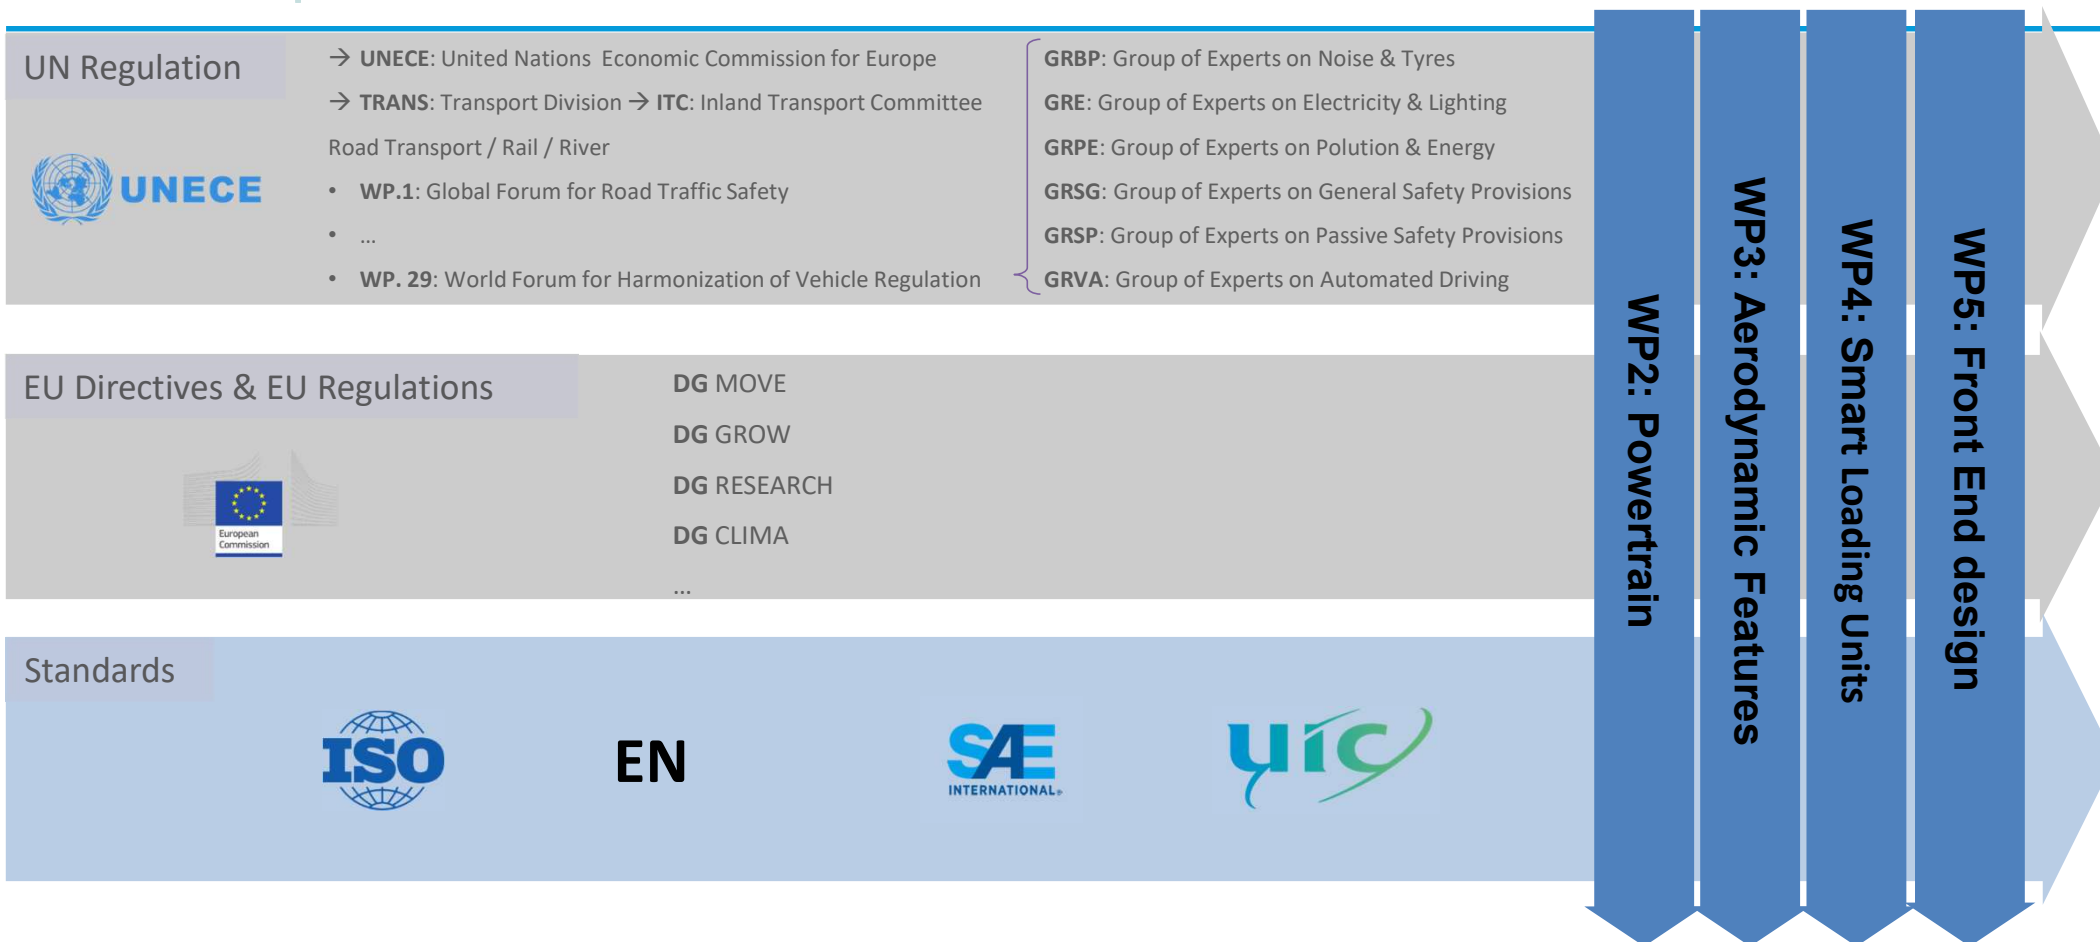 UN Regulation
→ UNECE: United Nations Economic Commission for Europe
→ TRANS: Transport Division → ITC: Inland Transport Committee
Road Transport / Rail / River
• WP.1: Global Forum for Road Traffic Safety
• ...
• WP. 29: World Forum for Harmonization of Vehicle Regulation
GRBP: Group of Experts on Noise & Tyres
GRE: Group of Experts on Electricity & Lighting
GRPE: Group of Experts on Polution & Energy
GRSG: Group of Experts on General Safety Provisions
GRSP: Group of Experts on Passive Safety Provisions
GRVA: Group of Experts on Automated Driving
UNECE
EU Directives & EU Regulations
DG MOVE
DG GROW
DG RESEARCH
DG CLIMA
...
European
Commission
Standards
ISO
EN
SAE
INTERNATIONAL®
uic
WP2: Powertrain
WP3: Aerodynamic Features
WP4: Smart Loading Units
WP5: Front End design